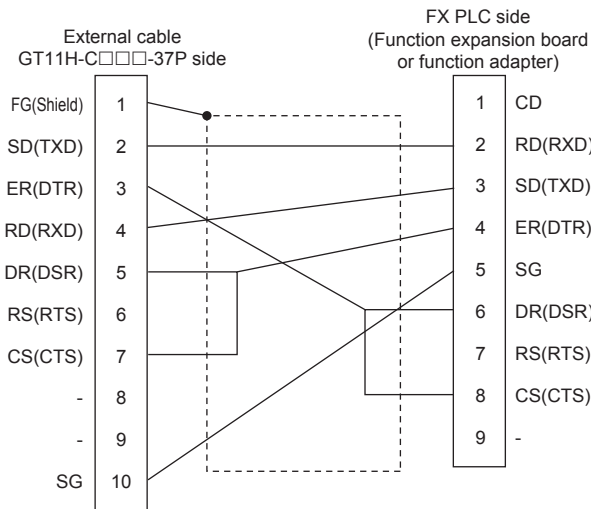 External cable
GT11H-C□□□-37P side
FX PLC side
(Function expansion board
or function adapter)
FG(Shield) 1
SD(TXD) 2
ER(DTR) 3
RD(RXD) 4
DR(DSR) 5
RS(RTS) 6
CS(CTS) 7
- 8
- 9
SG 10
1 CD
2 RD(RXD)
3 SD(TXD)
4 ER(DTR)
5 SG
6 DR(DSR)
7 RS(RTS)
8 CS(CTS)
9 -